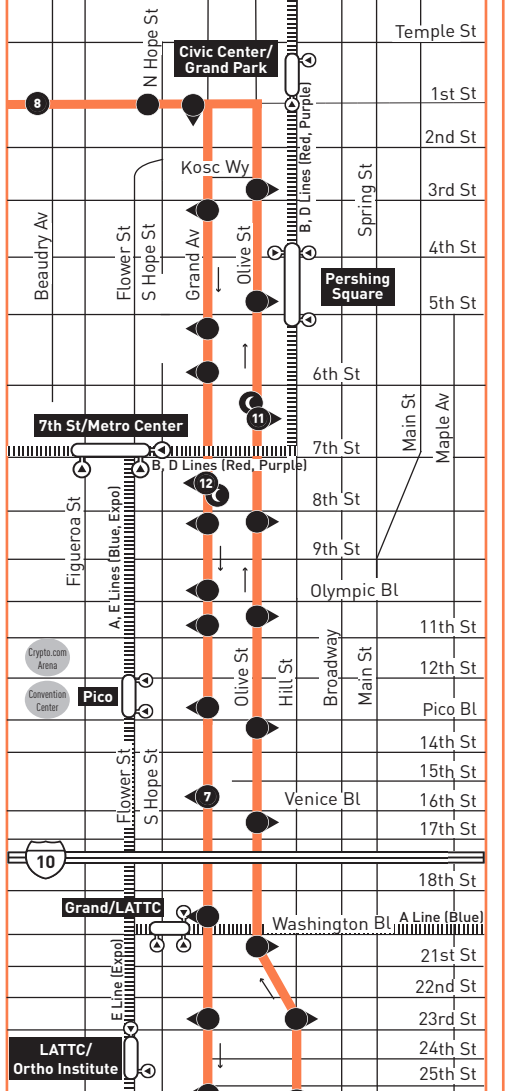 Temple St
N Hope St
Civic Center/
Grand Park
1st St
8
B, D Lines (Red, Purple)
2nd St
Kosc Wy
3rd St
Spring St
Beaudry Av
Flower St
S Hope St
Grand Av
Olive St
4th St
Pershing
Square
5th St
6th St
11
Main St
Maple Av
7th St/Metro Center
7th St
B, D Lines (Red, Purple)
12
8th St
Figueroa St
A, E Lines (Blue, Expo)
9th St
Olympic Bl
11th St
Crypto.com
Arena
12th St
Olive St
Hill St
Broadway
Main St
Convention
Center
Pico
Pico Bl
14th St
Flower St
S Hope St
15th St
7
Venice Bl
16th St
17th St
10
18th St
Grand/LATTC
Washington Bl
A Line (Blue)
21st St
E Line (Expo)
22nd St
23rd St
LATTC/
Ortho Institute
24th St
25th St